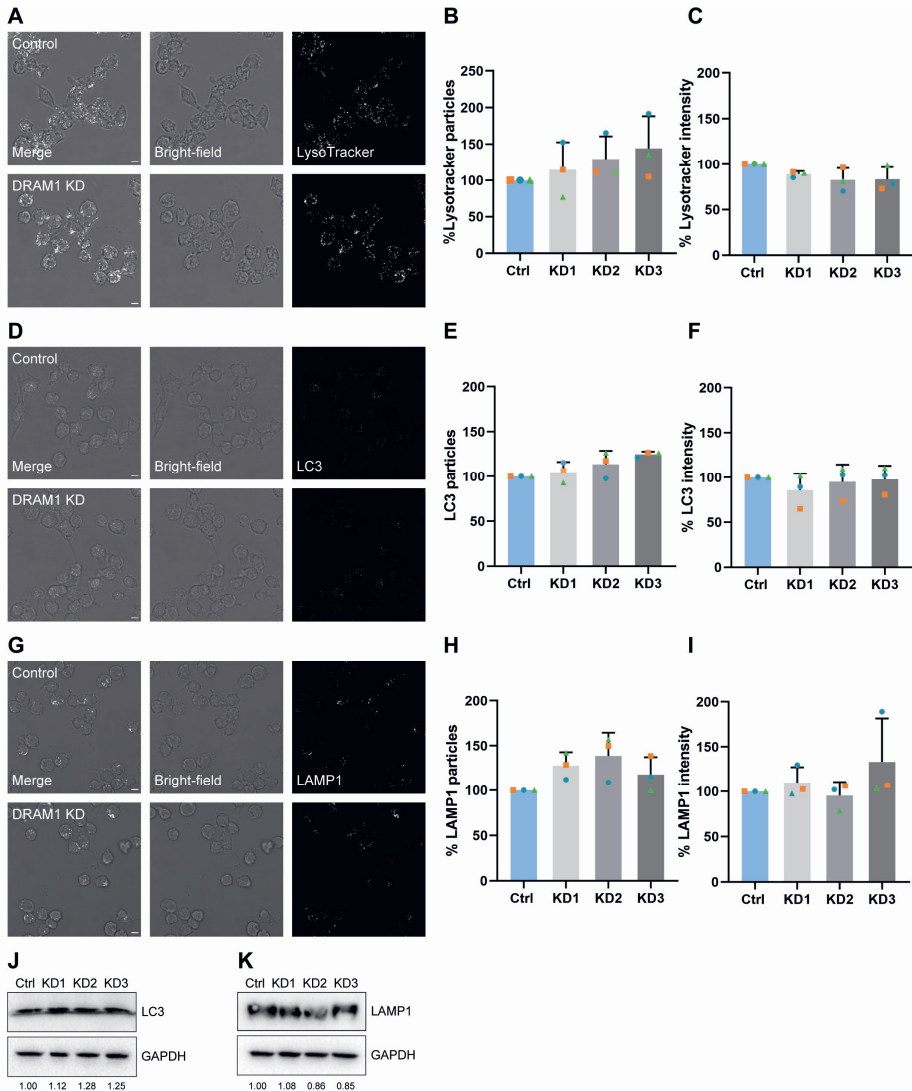 A
Control
Merge
Bright-field
LysoTracker
DRAM1 KD
B
%Lysotracker particles
250
200
150
100
50
0
Ctrl KD1 KD2 KD3
C
% Lysotracker intensity
200
150
100
50
0
Ctrl KD1 KD2 KD3
D
Control
Merge
Bright-field
LC3
DRAM1 KD
E
LC3 particles
200
150
100
50
0
Ctrl KD1 KD2 KD3
F
% LC3 intensity
200
150
100
50
0
Ctrl KD1 KD2 KD3
G
Control
Merge
Bright-field
LAMP1
DRAM1 KD
H
% LAMP1 particles
200
150
100
50
0
Ctrl KD1 KD2 KD3
I
% LAMP1 intensity
200
150
100
50
0
Ctrl KD1 KD2 KD3
J
Ctrl KD1 KD2 KD3
LC3
GAPDH
1.00 1.12 1.28 1.25
K
Ctrl KD1 KD2 KD3
LAMP1
GAPDH
1.00 1.08 0.86 0.85